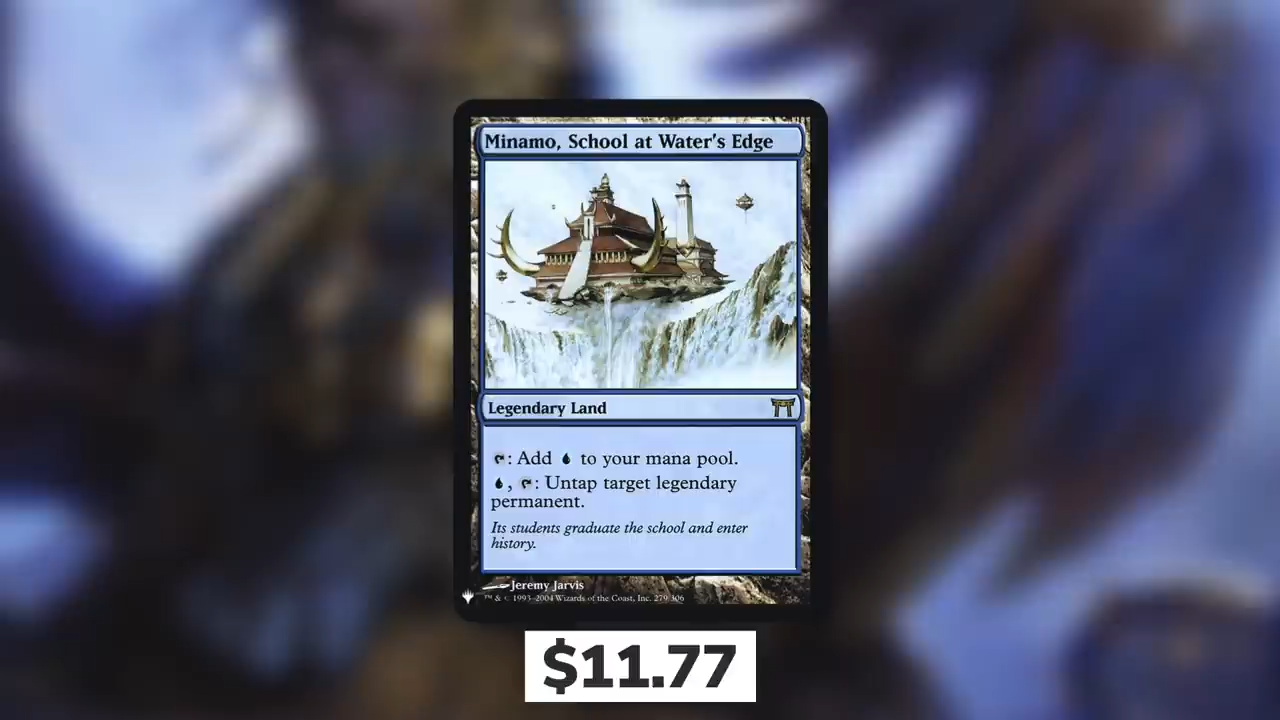 Minamo, School at Water's Edge
Legendary Land
: Add to your mana pool.
, : Untap target legendary
permanent.
Its students graduate the school and enter
history.
Jeremy Jarvis
™ & © 1993–2004 Wizards of the Coast, Inc. 279/306
$11.77